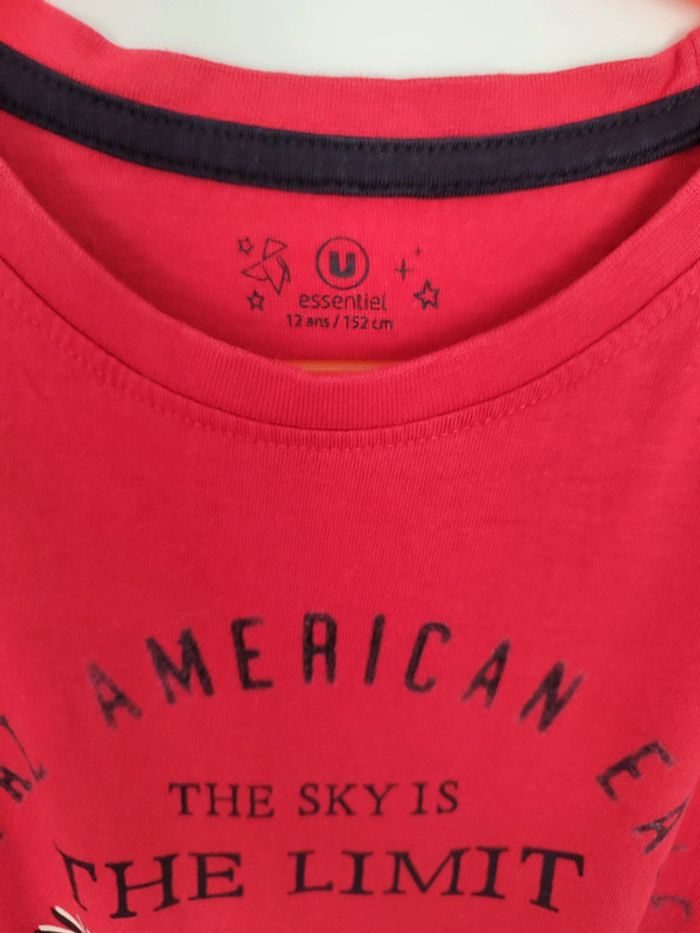 U
essentiel
12 ans / 152 cm
AMERICAN
THE SKY IS
THE LIMIT